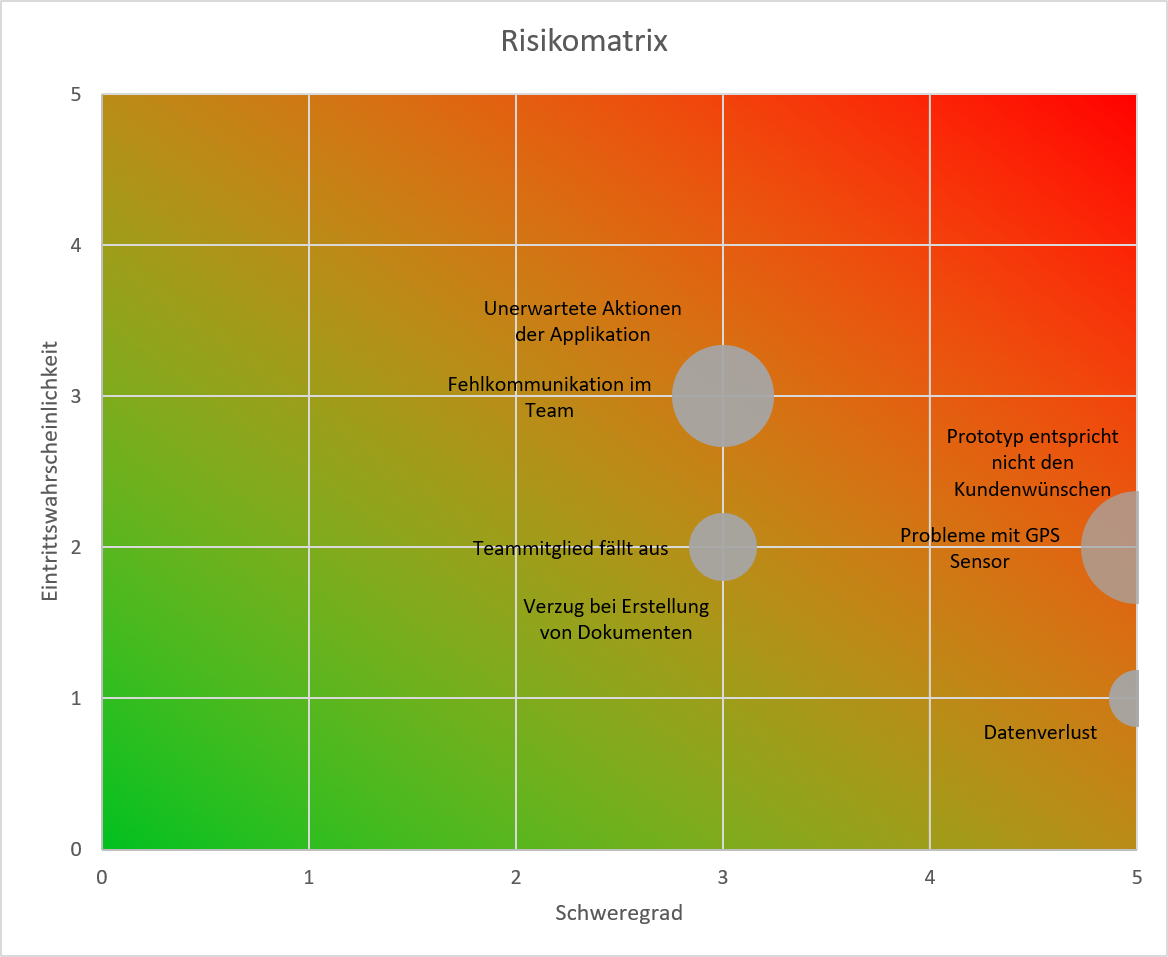 Risikomatrix
5
4
3
2
1
0
Eintrittswahrscheinlichkeit
Unerwartete Aktionen
der Applikation
Fehlkommunikation im
Team
Prototyp entspricht
nicht den
Kundenwünschen
Probleme mit GPS
Sensor
Teammitglied fällt aus
Verzug bei Erstellung
von Dokumenten
Datenverlust
0 1 2 3 4 5
Schweregrad